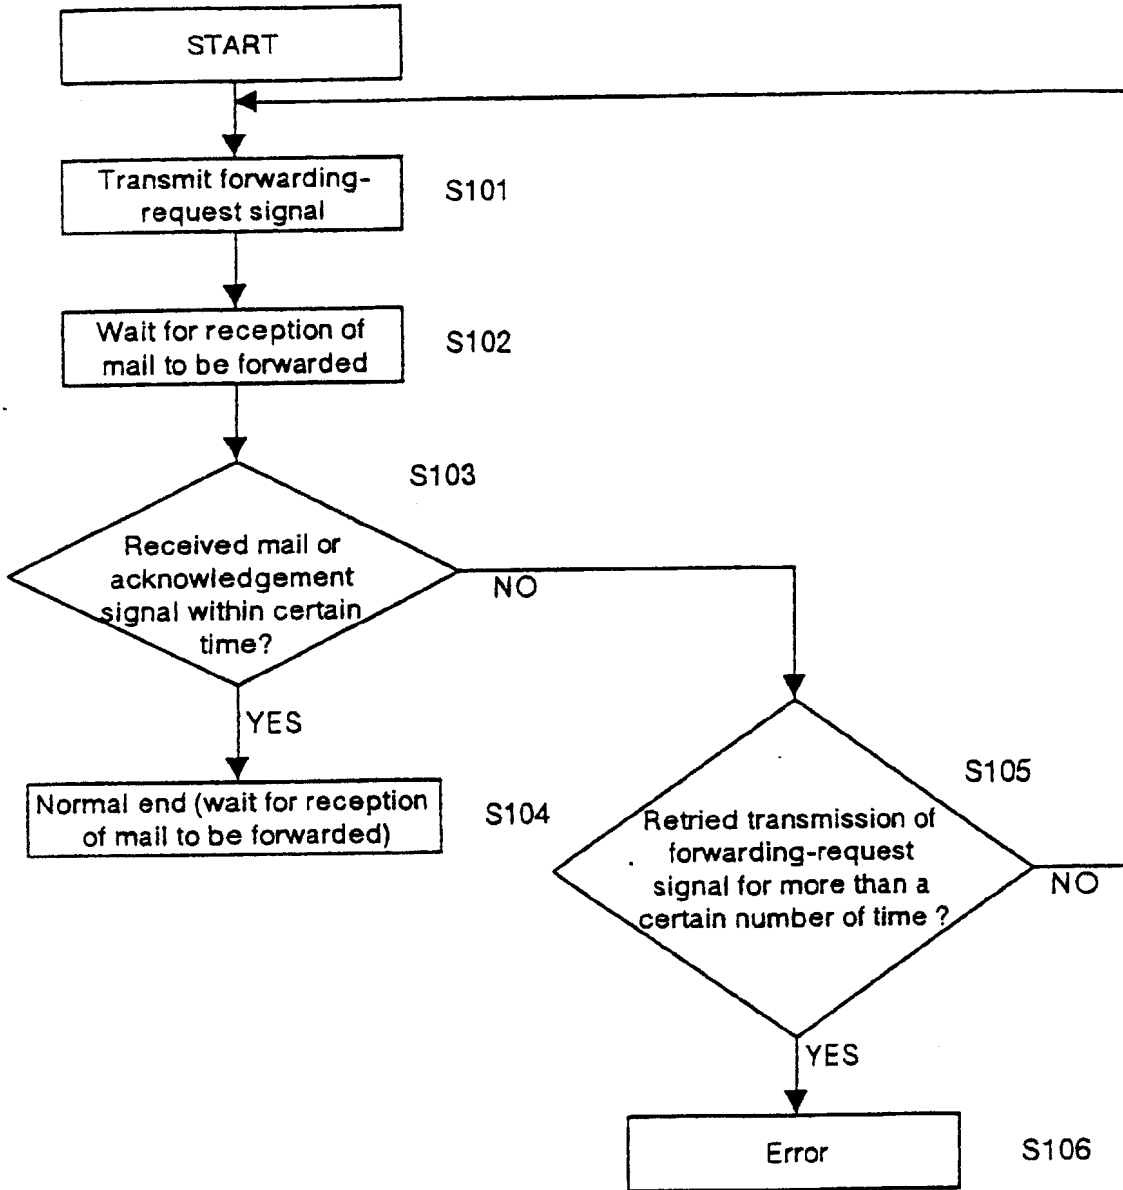 START
Transmit forwarding-
request signal
S101
Wait for reception of
mail to be forwarded
S102
S103
Received mail or
acknowledgement
signal within certain
time?
NO
YES
Normal end (wait for reception
of mail to be forwarded)
S104
S105
Retried transmission of
forwarding-request
signal for more than a
certain number of time ?
NO
YES
Error
S106